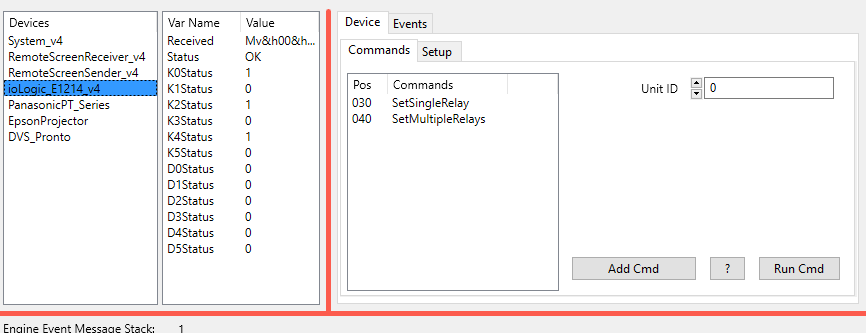 Devices
System_v4
RemoteScreenReceiver_v4
RemoteScreenSender_v4
ioLogic_E1214_v4
PanasonicPT_Series
EpsonProjector
DVS_Pronto
Var Name Value
Received Mv&h00&h...
Status OK
K0Status 1
K1Status 0
K2Status 1
K3Status 0
K4Status 1
K5Status 0
D0Status 0
D1Status 0
D2Status 0
D3Status 0
D4Status 0
D5Status 0
Device Events
Commands Setup
Pos Commands
030 SetSingleRelay
040 SetMultipleRelays
Unit ID 0
Add Cmd ? Run Cmd
Engine Event Message Stack: 1